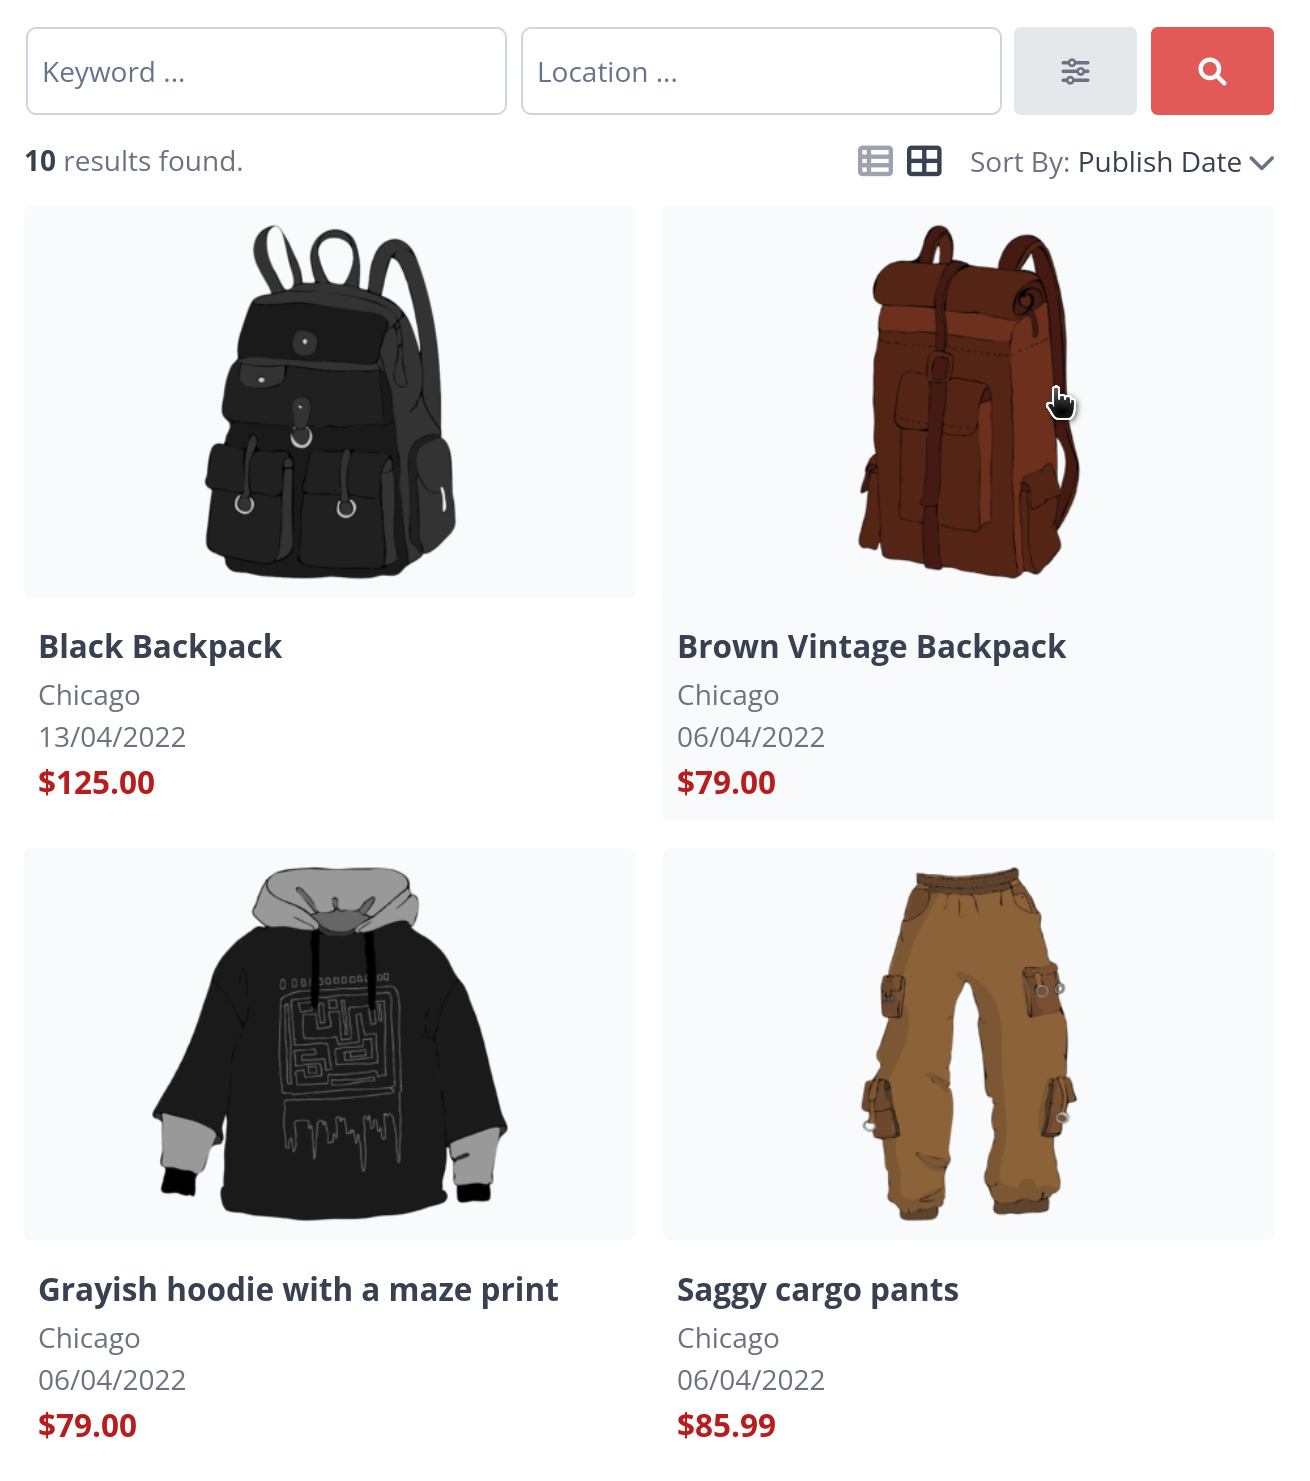 Keyword ...
Location ...
10 results found.
Sort By: Publish Date
Black Backpack
Chicago
13/04/2022
$125.00
Brown Vintage Backpack
Chicago
06/04/2022
$79.00
Grayish hoodie with a maze print
Chicago
06/04/2022
$79.00
Saggy cargo pants
Chicago
06/04/2022
$85.99